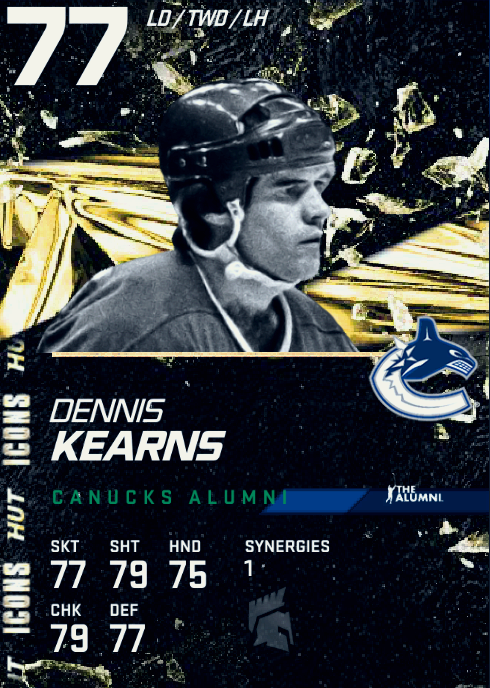 77
LD / TWD / LH
DENNIS
KEARNS
CANUCKS ALUMNI
THE
ALUMNI
SKT SHT HND SYNERGIES
77 79 75 1
CHK DEF
79 77
HUT ICONS HUT ICONS